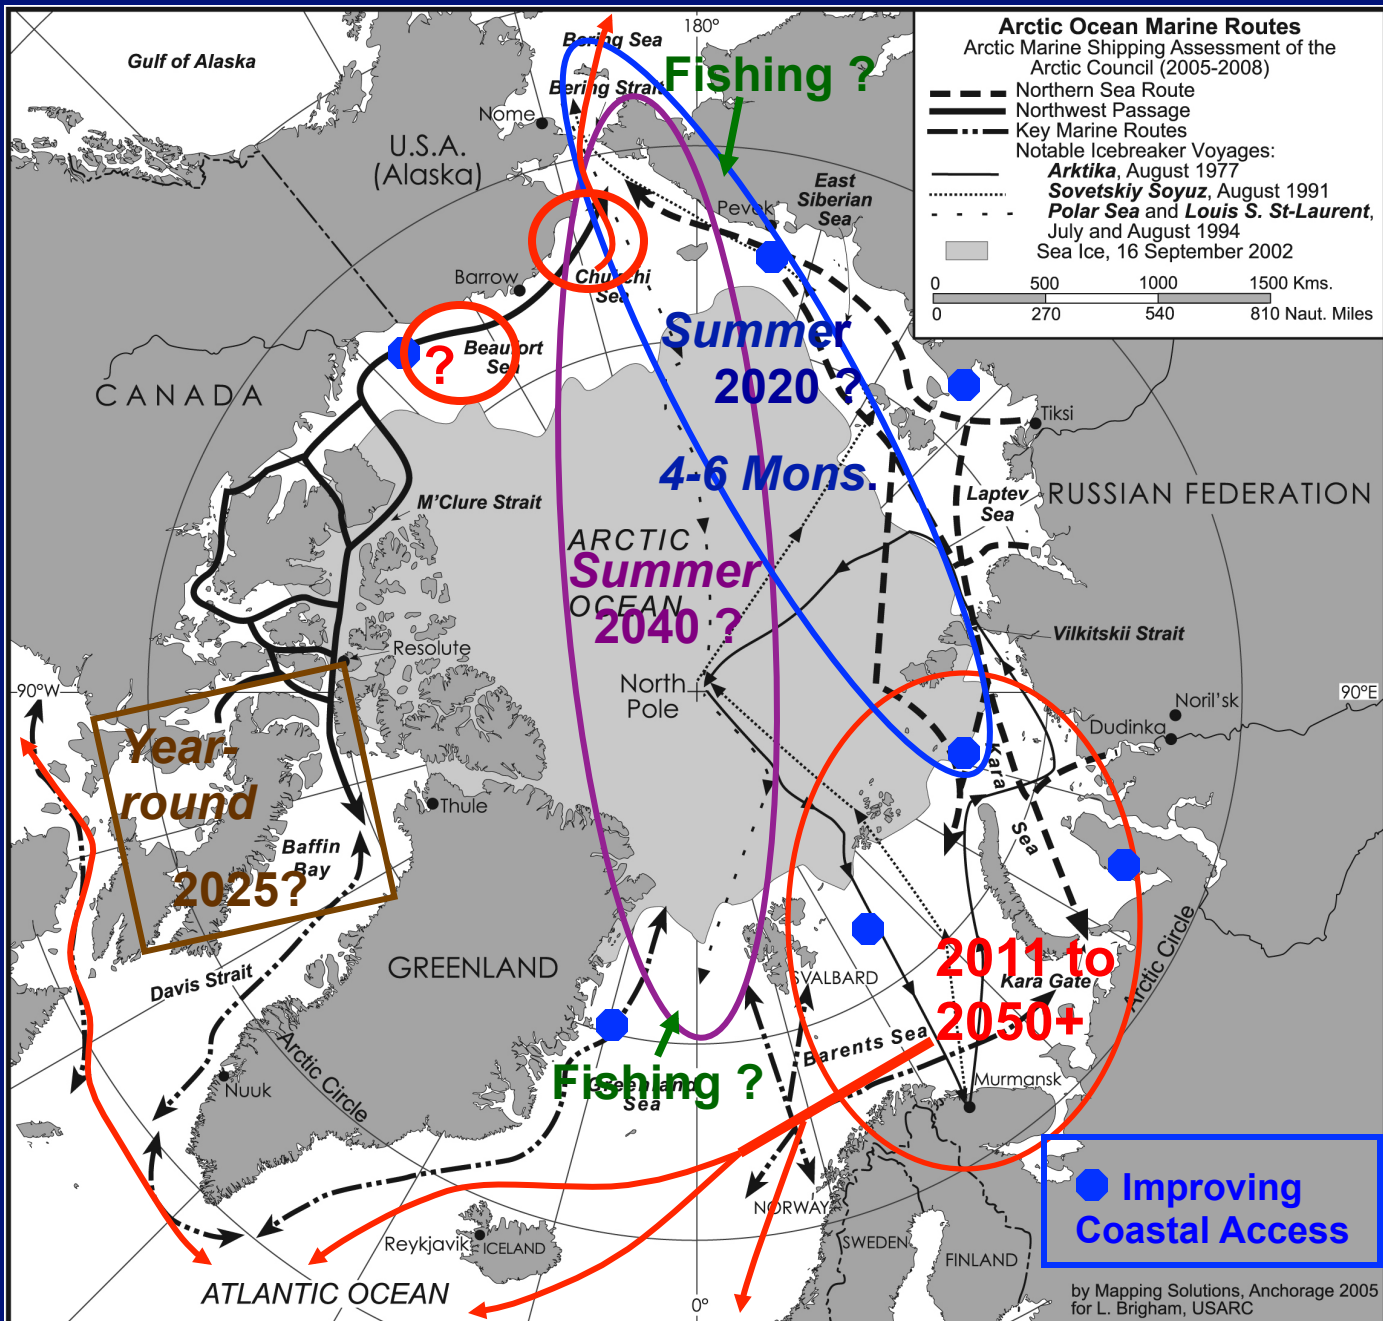 180°
Arctic Ocean Marine Routes
Arctic Marine Shipping Assessment of the
Arctic Council (2005-2008)
Northern Sea Route
Northwest Passage
Key Marine Routes
Notable Icebreaker Voyages:
Arktika, August 1977
Sovetskiy Soyuz, August 1991
Polar Sea and Louis S. St-Laurent,
July and August 1994
Sea Ice, 16 September 2002
0 500 1000 1500 Kms.
0 270 540 810 Naut. Miles
Gulf of Alaska
Bering Sea
Bering Strait
Fishing ?
Nome
U.S.A.
(Alaska)
East
Siberian
Sea
Pevek
Barrow
Chukchi
Sea
Beaufort
Sea
?
Summer
2020 ?
CANADA
Tiksi
4-6 Mons.
M'Clure Strait
Laptev
Sea
RUSSIAN FEDERATION
ARCTIC
OCEAN
Summer
2040 ?
Vilkitskii Strait
Resolute
North
Pole
90°W
90°E
Noril'sk
Dudinka
Year-
round
2025?
Kara
Sea
Thule
Baffin
Bay
GREENLAND
Davis Strait
SVALBARD
2011 to
2050+
Kara Gate
Arctic Circle
Barents Sea
Arctic Circle
Nuuk
Fishing ?
Greenland
Sea
Murmansk
NORWAY
SWEDEN
FINLAND
Reykjavik
ICELAND
ATLANTIC OCEAN
0°
Improving
Coastal Access
by Mapping Solutions, Anchorage 2005
for L. Brigham, USARC